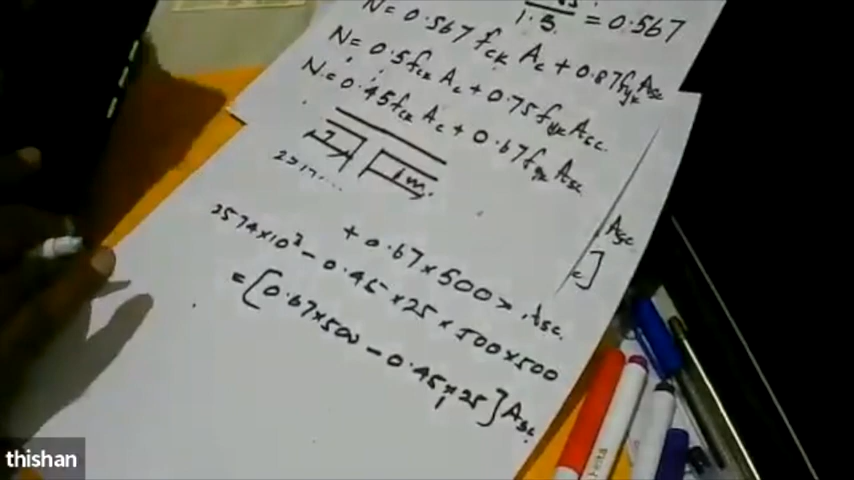 1.5 = 0.567
N = 0.567 fck Ac + 0.87 fyk Asc
N = 0.5 fck Ac + 0.75 fyk Asc.
N = 0.45 fck Ac + 0.67 fyk Asc
1m
+ 0.67 × 500 × Asc.
Asc
]
2574 × 10³ - 0.45 × 25 × 500 × 500
= [0.67 × 500 - 0.45 × 25] Asc
thishan